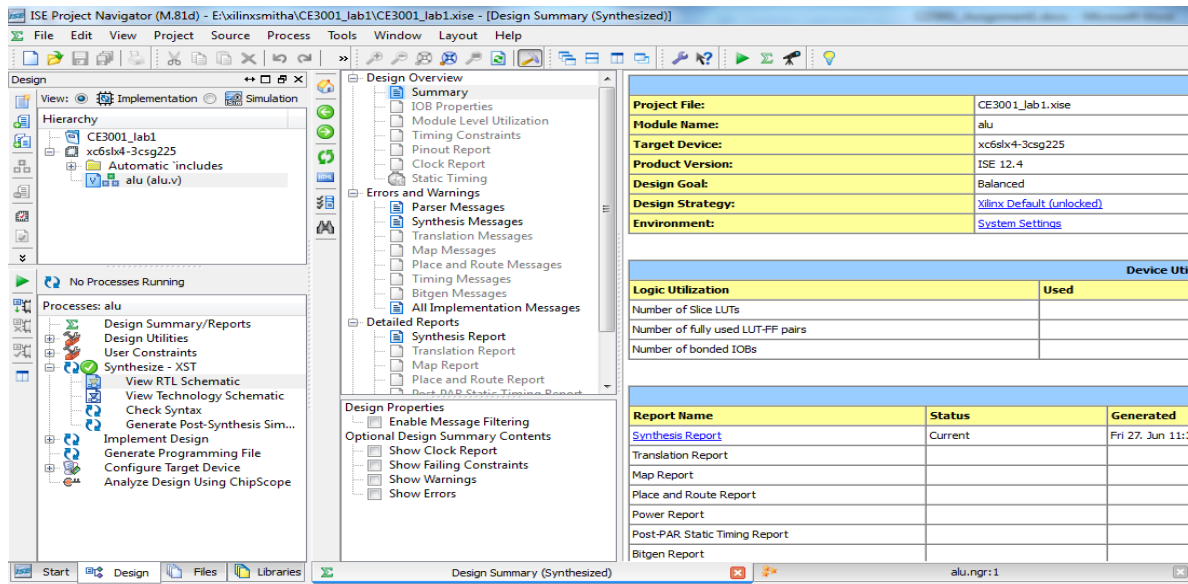 ISE Project Navigator (M.81d) - E:\xilinxsmitha\CE3001_lab1\CE3001_lab1.xise - [Design Summary (Synthesized)]
File Edit View Project Source Process Tools Window Layout Help
Design
View: Implementation Simulation
Hierarchy
CE3001_lab1
xc6slx4-3csg225
Automatic `includes
alu (alu.v)
No Processes Running
Processes: alu
Design Summary/Reports
Design Utilities
User Constraints
Synthesize - XST
View RTL Schematic
View Technology Schematic
Check Syntax
Generate Post-Synthesis Sim...
Implement Design
Generate Programming File
Configure Target Device
Analyze Design Using ChipScope
Start Design Files Libraries
Design Overview
Summary
IOB Properties
Module Level Utilization
Timing Constraints
Pinout Report
Clock Report
Static Timing
Errors and Warnings
Parser Messages
Synthesis Messages
Translation Messages
Map Messages
Place and Route Messages
Timing Messages
Bitgen Messages
All Implementation Messages
Detailed Reports
Synthesis Report
Translation Report
Map Report
Place and Route Report
Post-PAR Static Timing Report
Design Properties
Enable Message Filtering
Optional Design Summary Contents
Show Clock Report
Show Failing Constraints
Show Warnings
Show Errors
Project File: CE3001_lab1.xise
Module Name: alu
Target Device: xc6slx4-3csg225
Product Version: ISE 12.4
Design Goal: Balanced
Design Strategy: Xilinx Default (unlocked)
Environment: System Settings
Device Uti
Logic Utilization Used
Number of Slice LUTs
Number of fully used LUT-FF pairs
Number of bonded IOBs
Report Name Status Generated
Synthesis Report Current Fri 27. Jun 11:
Translation Report
Map Report
Place and Route Report
Power Report
Post-PAR Static Timing Report
Bitgen Report
Design Summary (Synthesized) alu.ngr:1